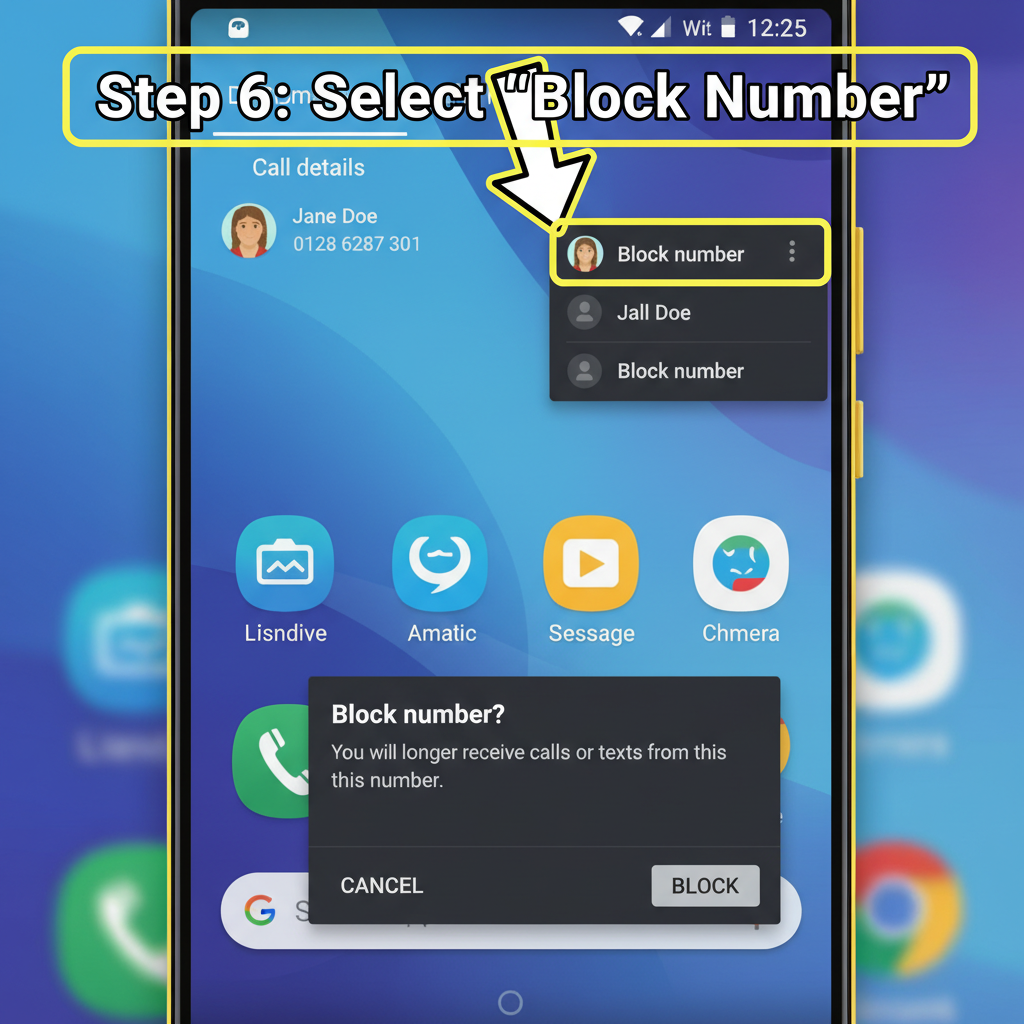 Wit 12:25
Step 6: Select “Block Number”
Call details
Jane Doe
0128 6287 301
Block number
Jall Doe
Block number
Lisndive
Amatic
Sessage
Chmera
Block number?
You will longer receive calls or texts from this
this number.
CANCEL
BLOCK
G S